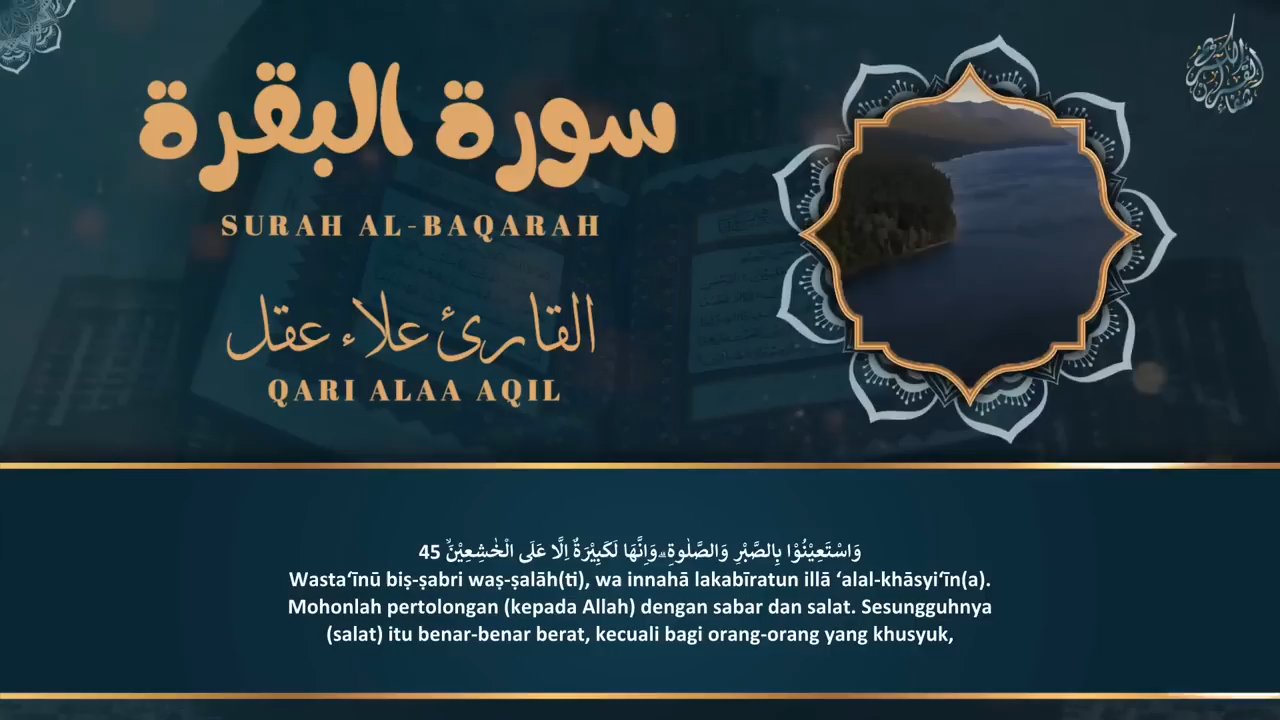 سورة البقرة
SURAH AL-BAQARAH
القارئ علاء عقل
QARI ALAA AQIL
وَاسْتَعِيْنُوْا بِالصَّبْرِ وَالصَّلٰوةِ ۗ وَاِنَّهَا لَكَبِيْرَةٌ اِلَّا عَلَى الْخٰشِعِيْنَۙ 45
Wasta‘īnū biṣ-ṣabri waṣ-ṣalāh(ti), wa innahā lakabīratun illā ‘alal-khāsyi‘īn(a).
Mohonlah pertolongan (kepada Allah) dengan sabar dan salat. Sesungguhnya
(salat) itu benar-benar berat, kecuali bagi orang-orang yang khusyuk,